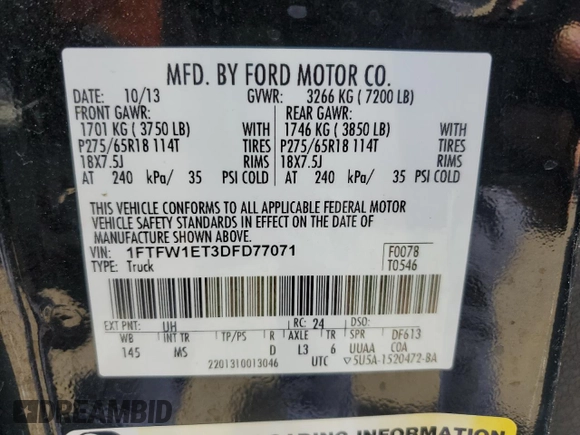 MFD. BY FORD MOTOR CO.
DATE: 10/13 GVWR: 3266 KG ( 7200 LB)
FRONT GAWR: REAR GAWR:
1701 KG ( 3750 LB) WITH 1746 KG ( 3850 LB) WITH
P275/65R18 114T TIRES P275/65R18 114T TIRES
18X7.5J RIMS 18X7.5J RIMS
AT 240 kPa/ 35 PSI COLD AT 240 kPa/ 35 PSI COLD
THIS VEHICLE CONFORMS TO ALL APPLICABLE FEDERAL MOTOR
VEHICLE SAFETY STANDARDS IN EFFECT ON THE DATE OF
MANUFACTURE SHOWN ABOVE.
VIN: 1FTFW1ET3DFD77071 F0078
TYPE: Truck T0546
EXT PNT: UH RC: 24 DSO:
WB INT TR TP/PS R AXLE TR SPR DF613
145 MS D L3 6 UUAA COA
2201310013046 UTC 5U5A-1520472-BA
DREAMBID
LOADING INFORMATION